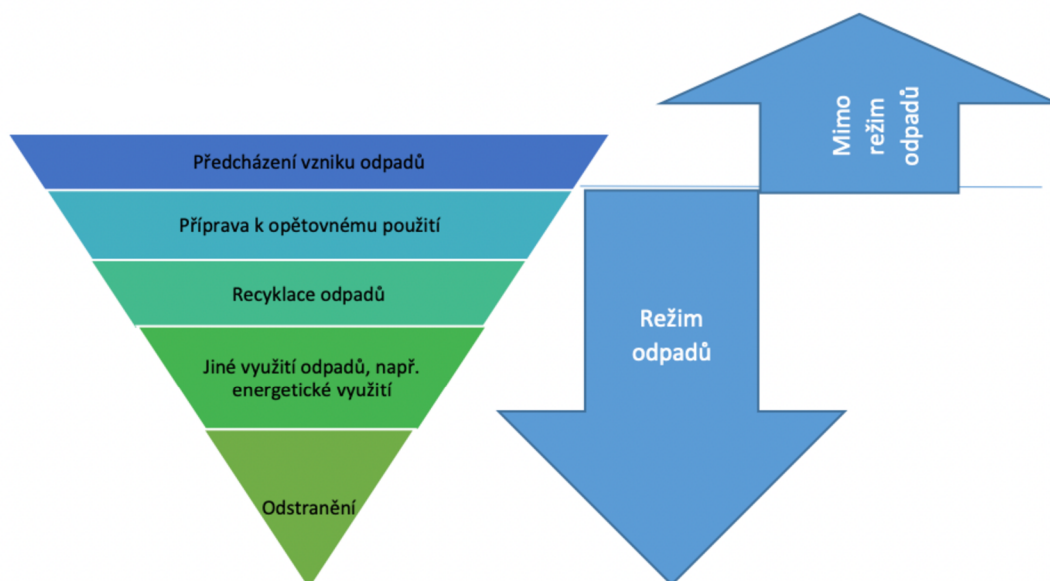 Předcházení vzniku odpadů
Příprava k opětovnému použití
Recyklace odpadů
Jiné využití odpadů, např.
energetické využití
Odstranění
Mimo
režim
odpadů
Režim
odpadů